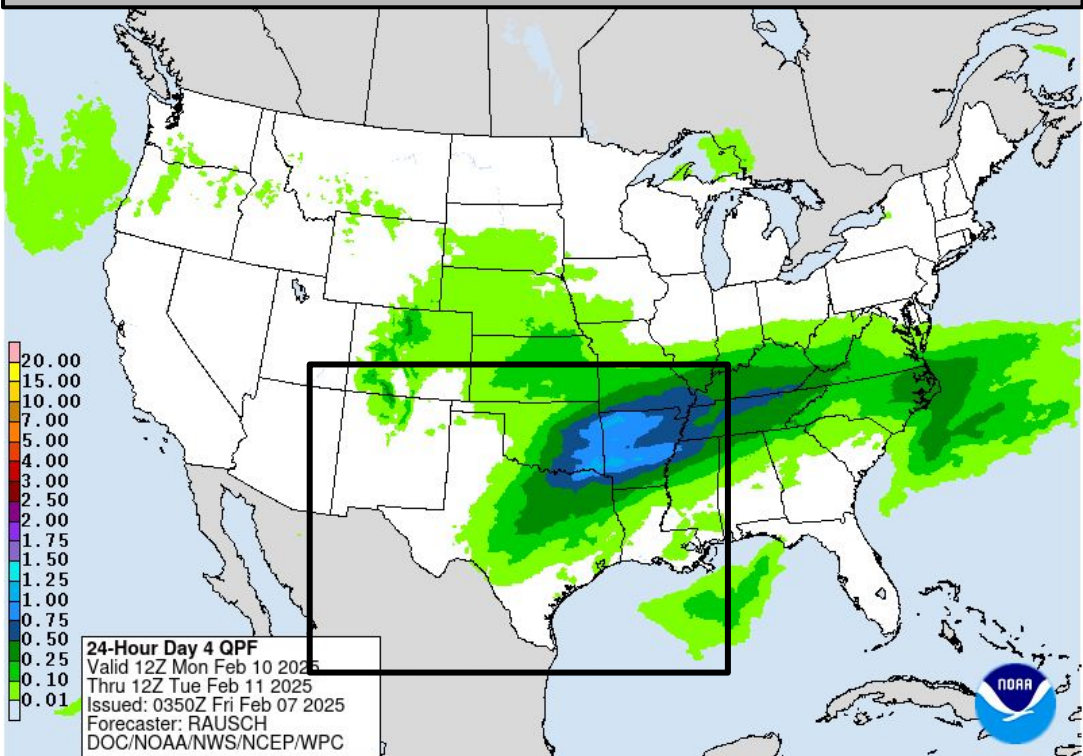 20.00
15.00
10.00
7.00
5.00
4.00
3.00
2.50
2.00
1.75
1.50
1.25
1.00
0.75
0.50
0.25
0.10
0.01
24-Hour Day 4 QPF
Valid 12Z Mon Feb 10 2025
Thru 12Z Tue Feb 11 2025
Issued: 0350Z Fri Feb 07 2025
Forecaster: RAUSCH
DOC/NOAA/NWS/NCEP/WPC
NOAA